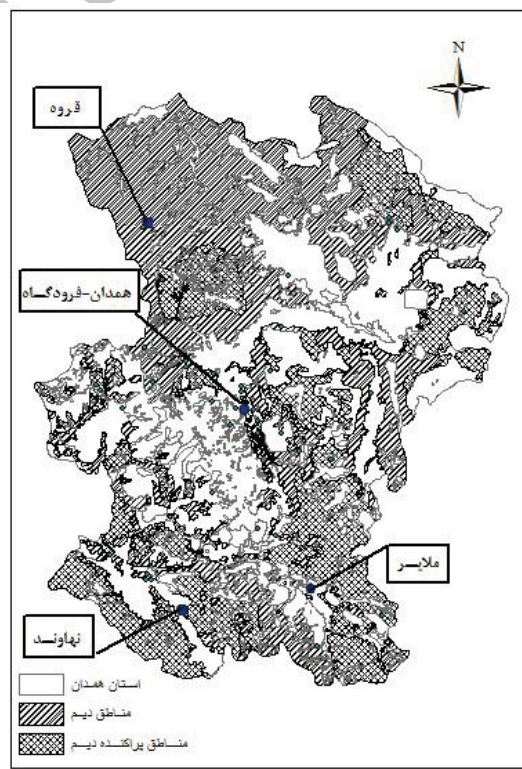 N
قروه
همدان-فرودگاه
ملایر
نهاوند
استان همدان
مناطق دیم
مناطق پراکنده دیم